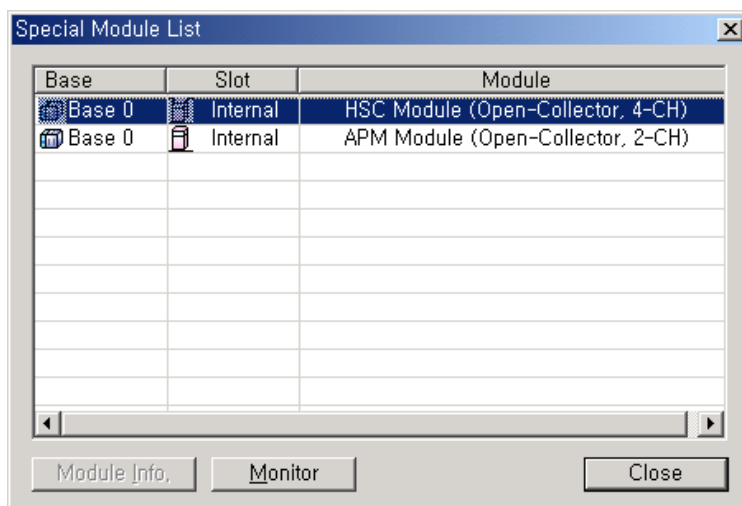 Special Module List
Base Slot Module
Base 0 Internal HSC Module (Open-Collector, 4-CH)
Base 0 Internal APM Module (Open-Collector, 2-CH)
Module Info, Monitor Close